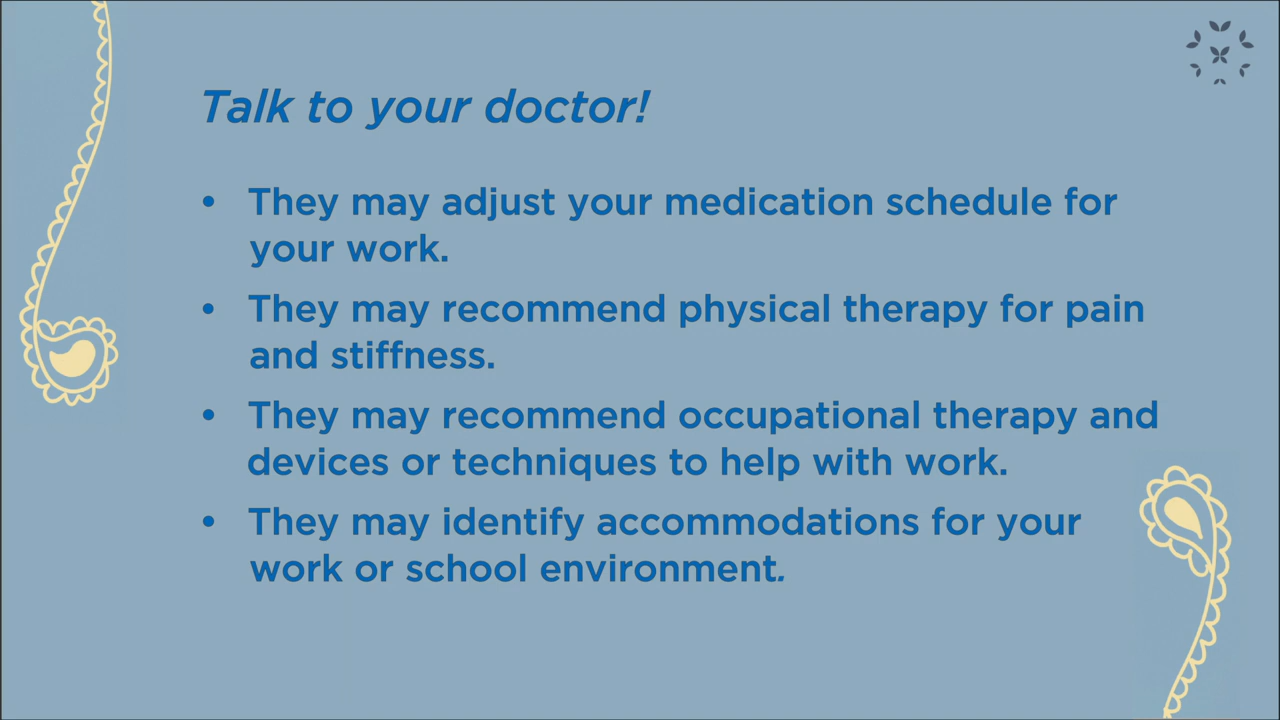 Talk to your doctor!
• They may adjust your medication schedule for
your work.
• They may recommend physical therapy for pain
and stiffness.
• They may recommend occupational therapy and
devices or techniques to help with work.
• They may identify accommodations for your
work or school environment.